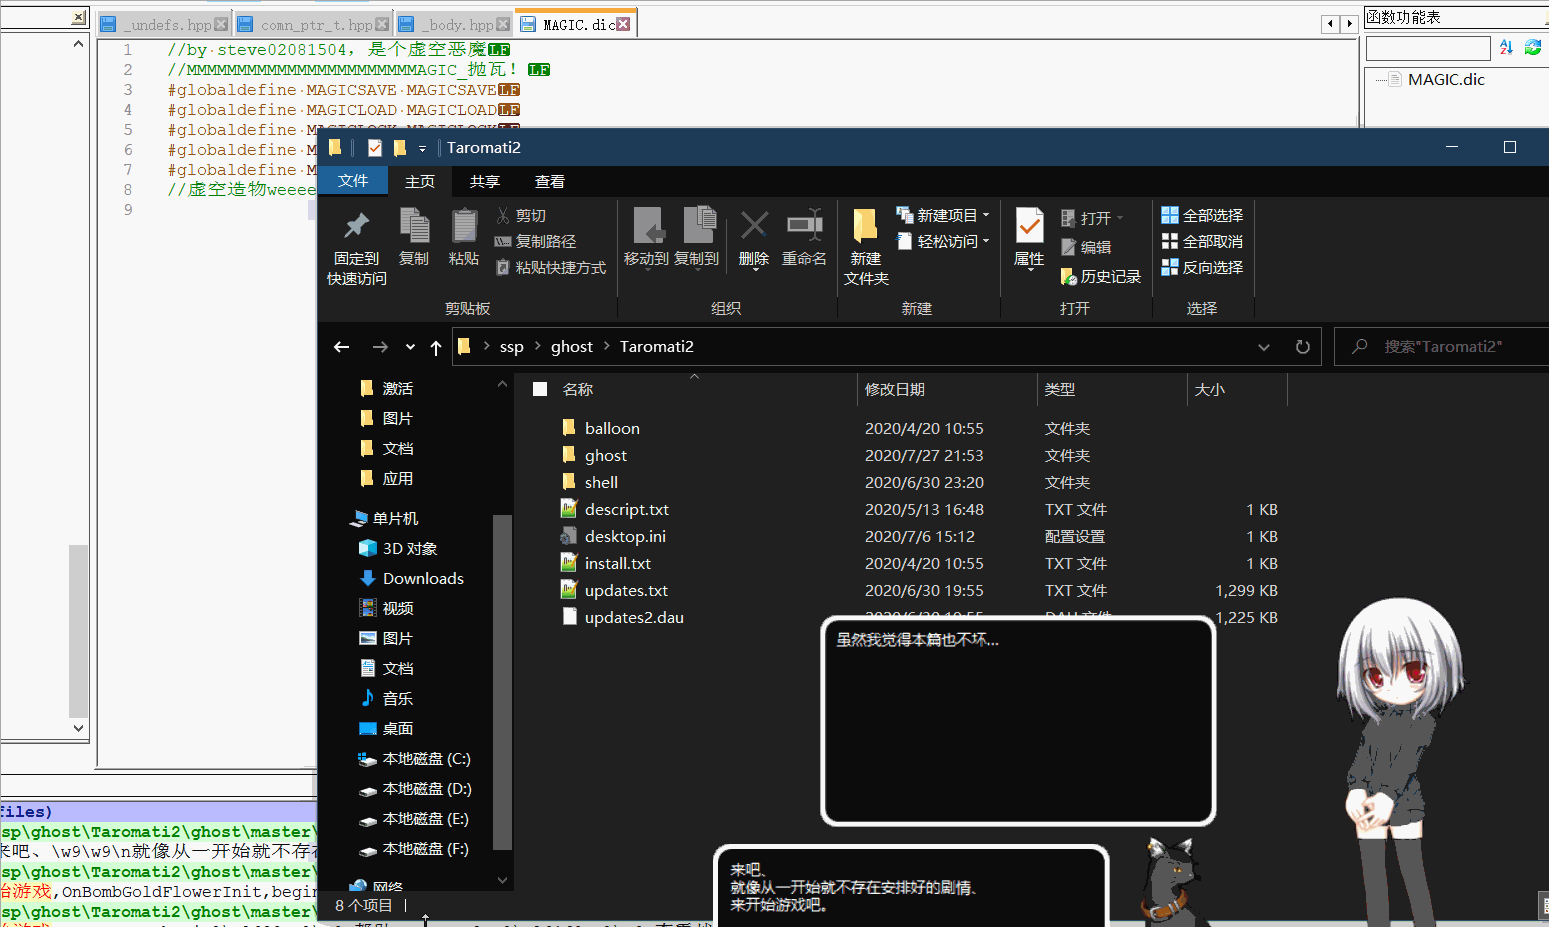 _undefs.hpp comn_ptr_t.hpp _body.hpp MAGIC.dic
函数功能表
1 //by steve02081504，是个虚空恶魔LF
2 //MMMMMMMMMMMMMMMMMMMMMMMAGIC_抛瓦！LF
3 #globaldefine MAGICSAVE MAGICSAVELF
4 #globaldefine MAGICLOAD MAGICLOADLF
5 #globaldefine MAGICLOCK MAGICLOCKLF
6 #globaldefine M
7 #globaldefine M
8 //虚空造物weeee
9
MAGIC.dic
Taromati2
文件 主页 共享 查看
固定到快速访问
复制
粘贴
剪切
复制路径
粘贴快捷方式
剪贴板
移动到 复制到 删除 重命名
组织
新建文件夹
新建项目
轻松访问
新建
属性
打开
编辑
历史记录
打开
全部选择
全部取消
反向选择
选择
ssp > ghost > Taromati2
搜索"Taromati2"
激活
图片
文档
应用
单片机
3D 对象
Downloads
视频
图片
文档
音乐
桌面
本地磁盘 (C:)
本地磁盘 (D:)
本地磁盘 (E:)
本地磁盘 (F:)
网络
名称 修改日期 类型 大小
balloon 2020/4/20 10:55 文件夹
ghost 2020/7/27 21:53 文件夹
shell 2020/6/30 23:20 文件夹
descript.txt 2020/5/13 16:48 TXT 文件 1 KB
desktop.ini 2020/7/6 15:12 配置设置 1 KB
install.txt 2020/4/20 10:55 TXT 文件 1 KB
updates.txt 2020/6/30 19:55 TXT 文件 1,299 KB
updates2.dau 2020/6/30 19:55 DAU 文件 1,225 KB
8 个项目
虽然我觉得本篇也不坏...
来吧、
就像从一开始就不存在安排好的剧情、
来开始游戏吧。
files)
sp\ghost\Taromati2\ghost\master\
来吧、\w9\w9\n就像从一开始就不存在
sp\ghost\Taromati2\ghost\master\
始游戏,OnBombGoldFlowerInit,begin
sp\ghost\Taromati2\ghost\master\